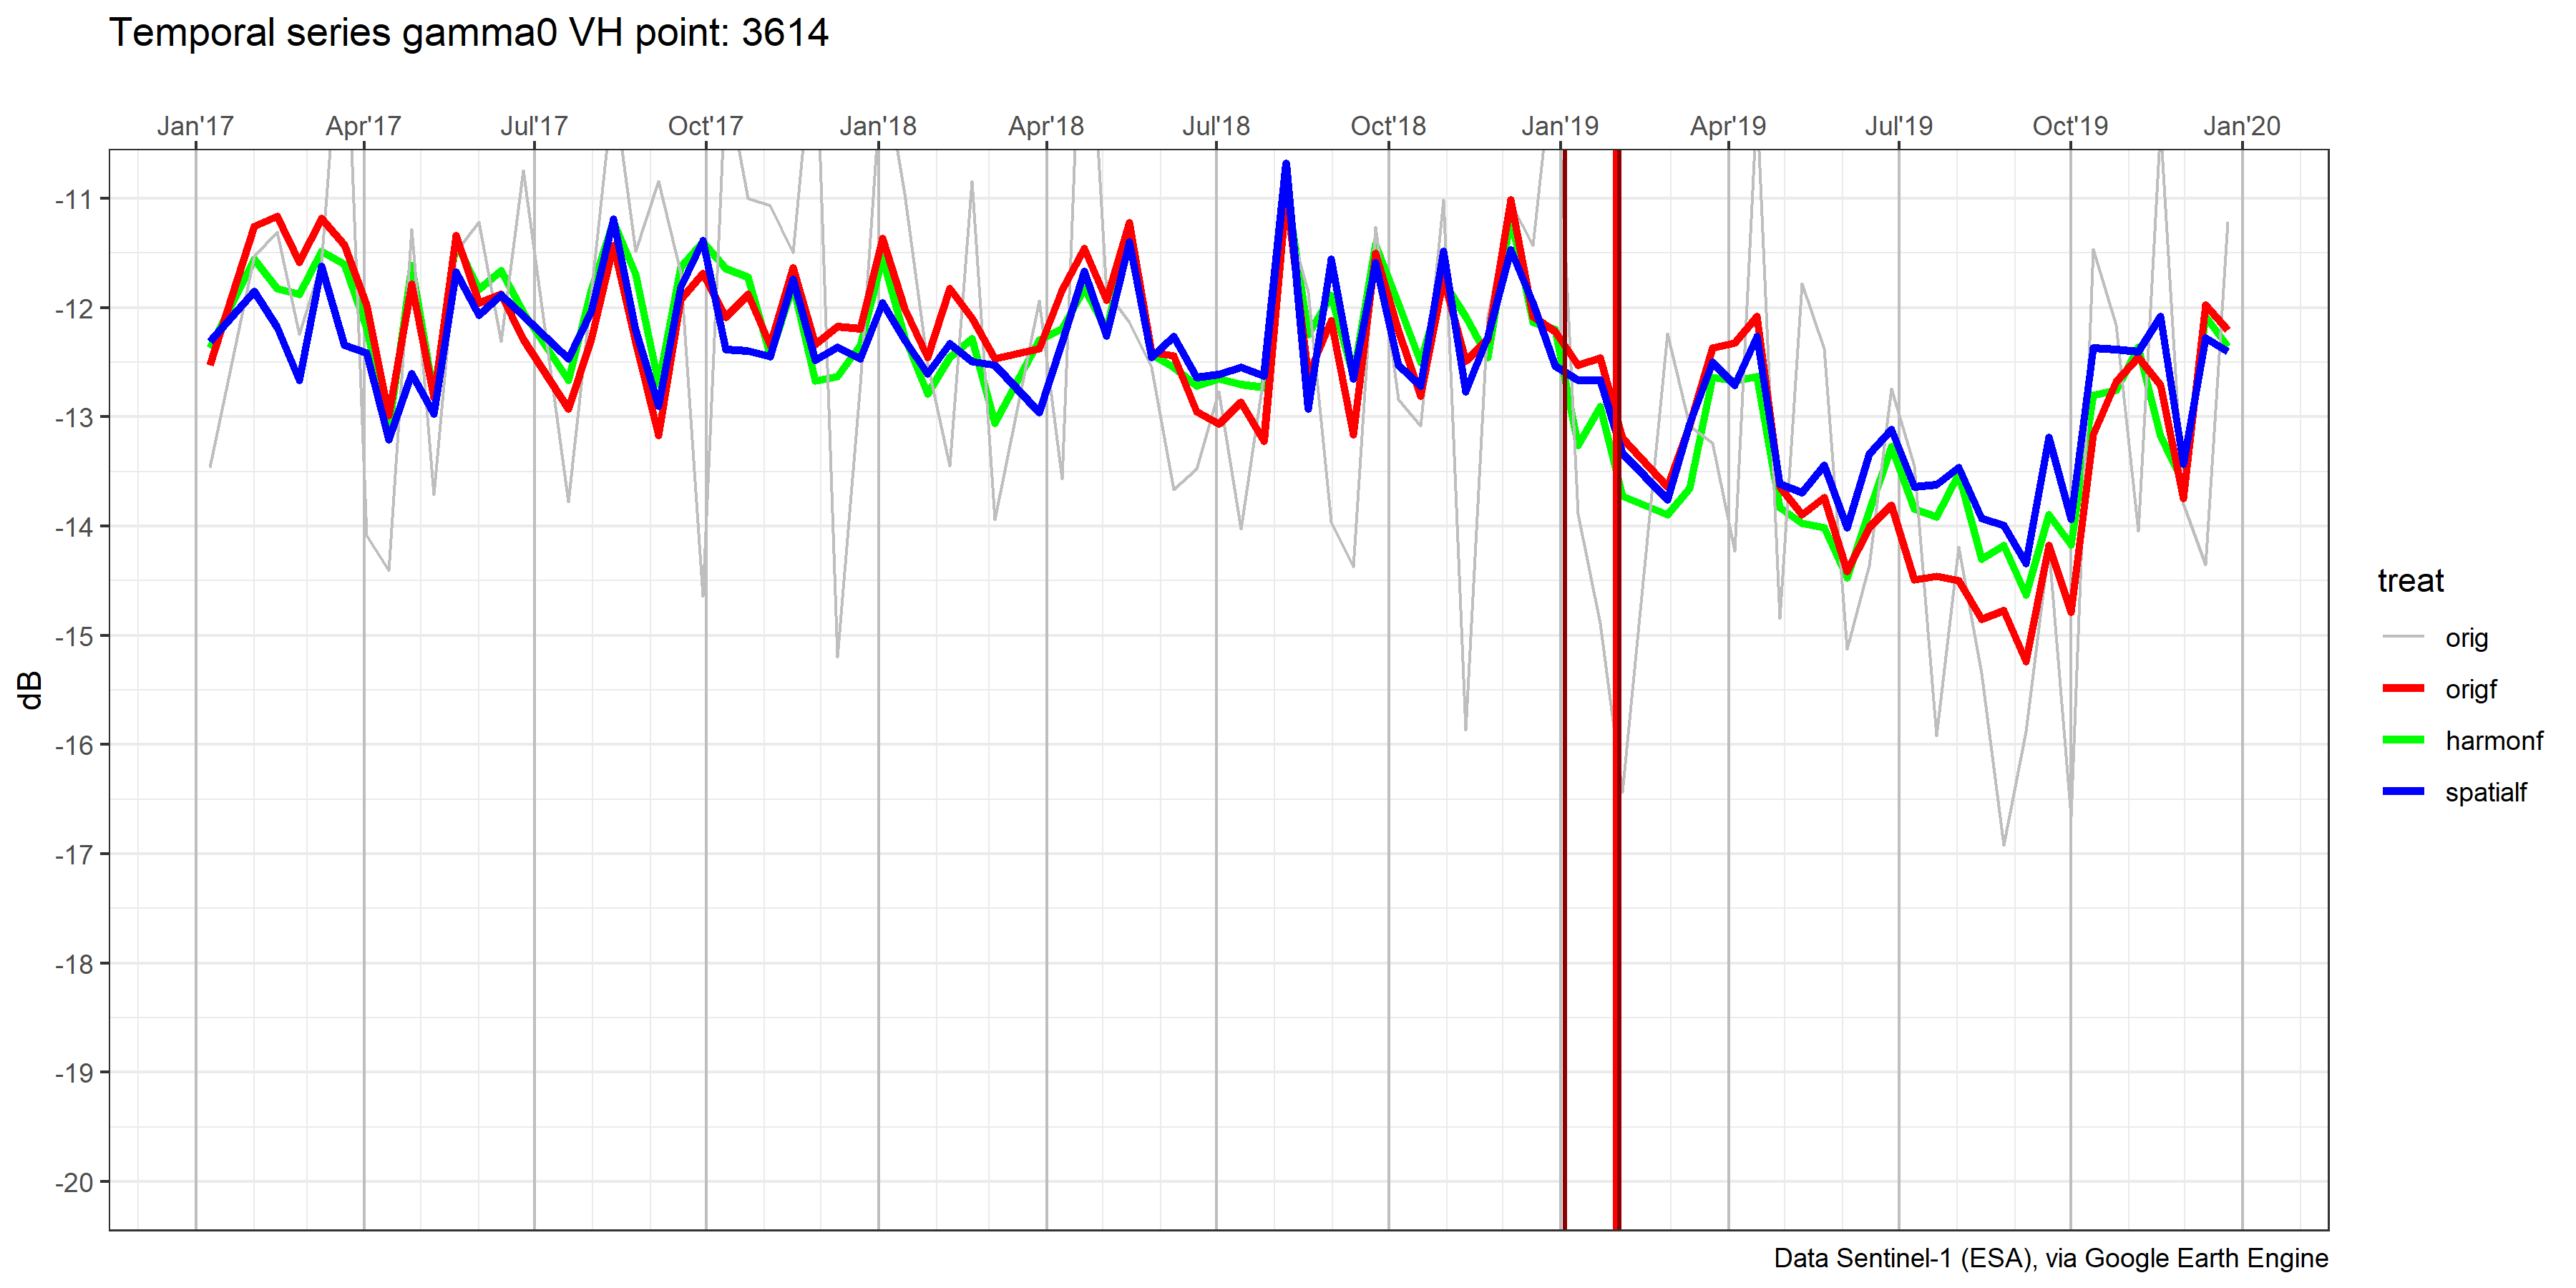 Temporal series gamma0 VH point: 3614
Jan'17 Apr'17 Jul'17 Oct'17 Jan'18 Apr'18 Jul'18 Oct'18 Jan'19 Apr'19 Jul'19 Oct'19 Jan'20
-11
-12
-13
-14
-15
-16
-17
-18
-19
-20
dB
treat
orig
origf
harmonf
spatialf
Data Sentinel-1 (ESA), via Google Earth Engine